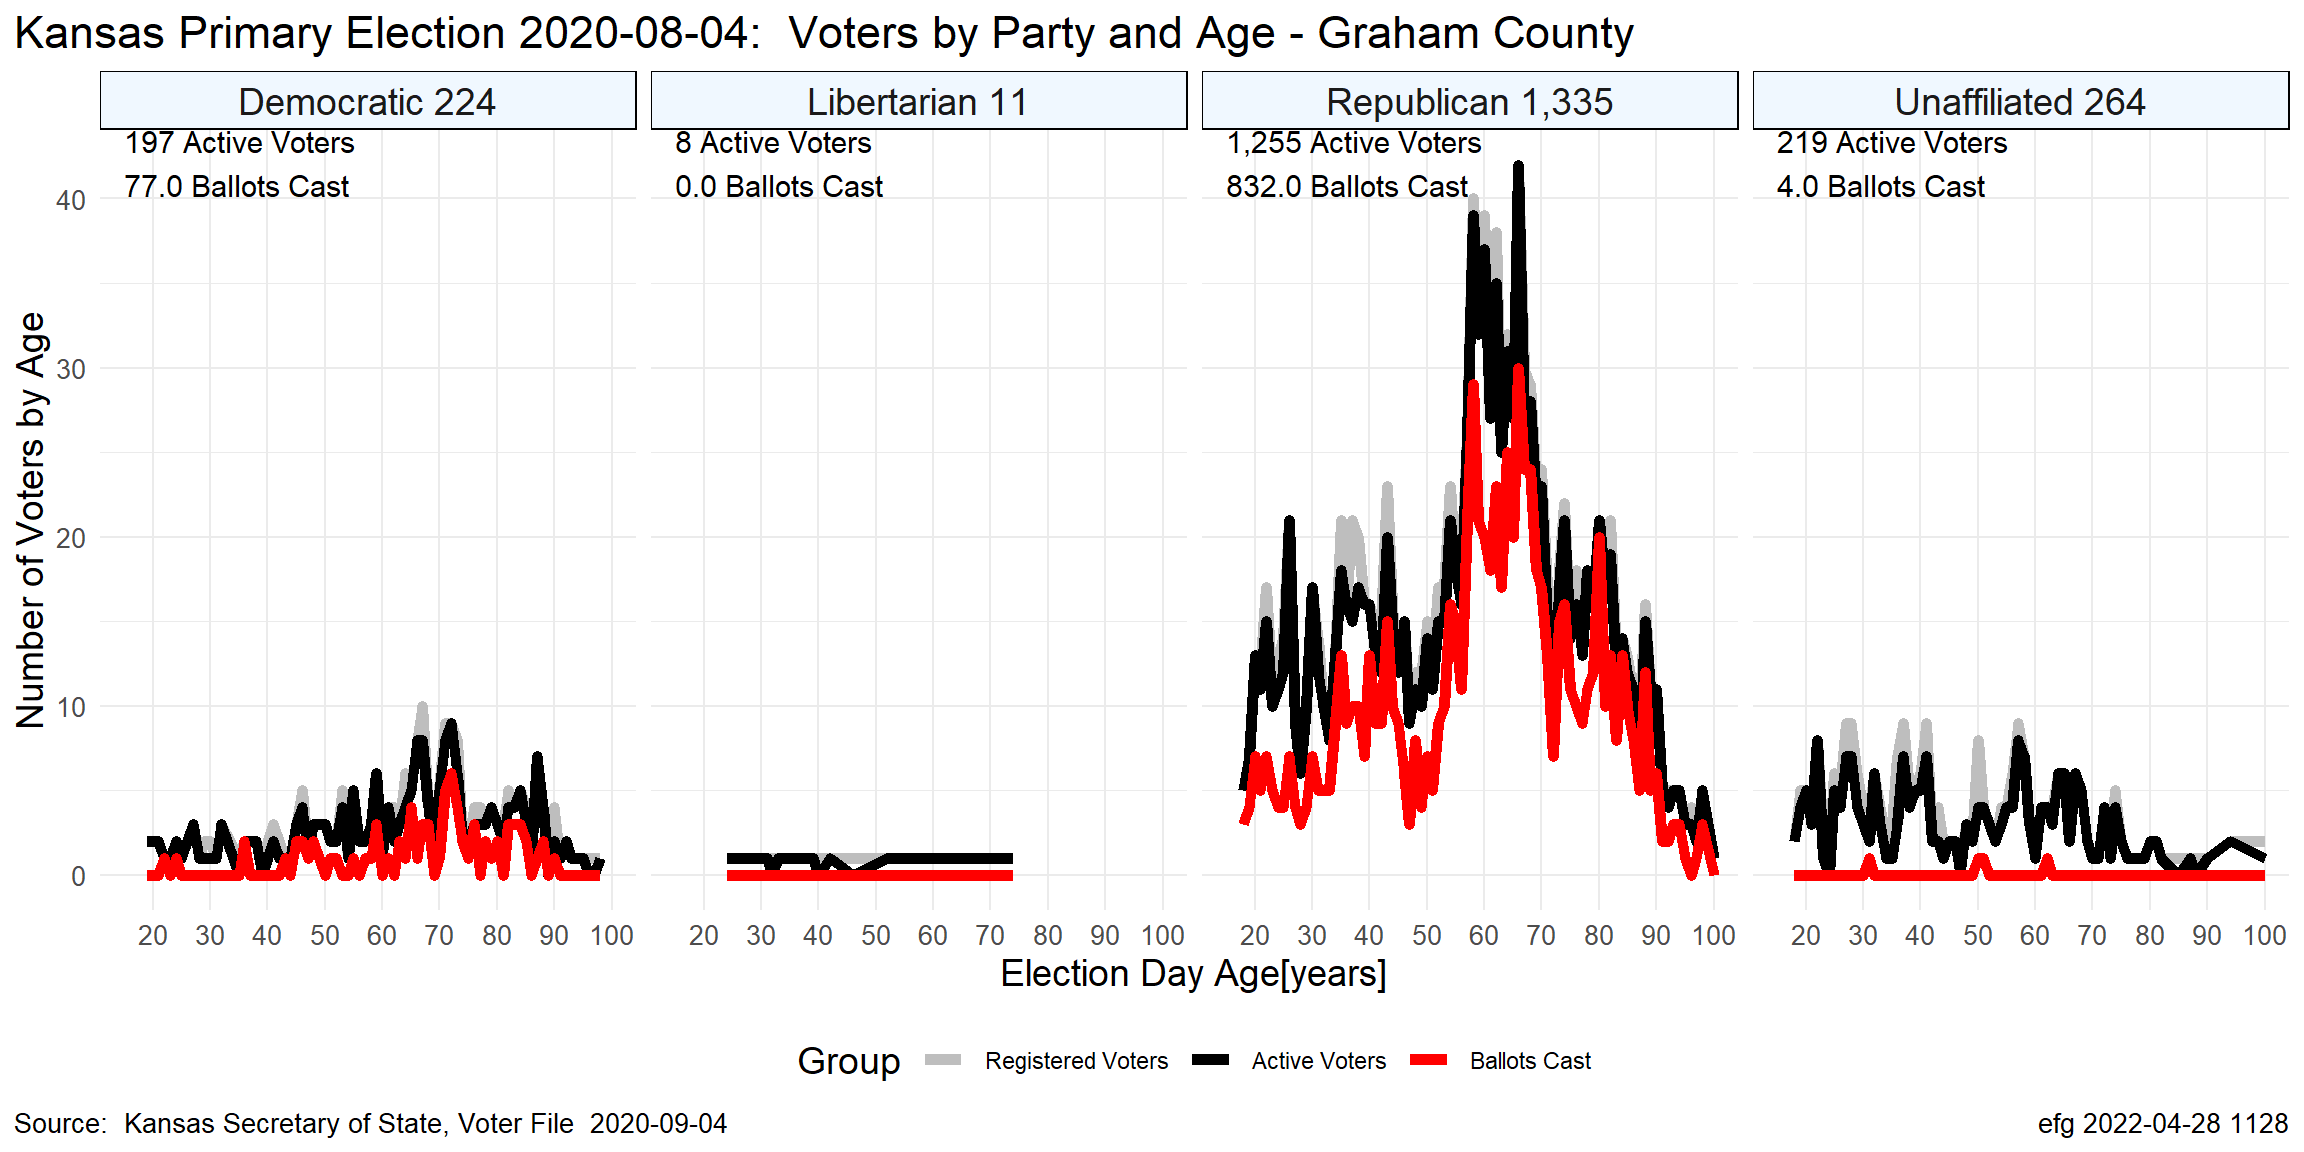 Kansas Primary Election 2020-08-04:  Voters by Party and Age - Graham County
Democratic 224
Libertarian 11
Republican 1,335
Unaffiliated 264
197 Active Voters
77.0 Ballots Cast
8 Active Voters
0.0 Ballots Cast
1,255 Active Voters
832.0 Ballots Cast
219 Active Voters
4.0 Ballots Cast
Number of Voters by Age
40
30
20
10
0
20 30 40 50 60 70 80 90 100
20 30 40 50 60 70 80 90 100
20 30 40 50 60 70 80 90 100
20 30 40 50 60 70 80 90 100
Election Day Age[years]
Group Registered Voters Active Voters Ballots Cast
Source:  Kansas Secretary of State, Voter File  2020-09-04
efg 2022-04-28 1128